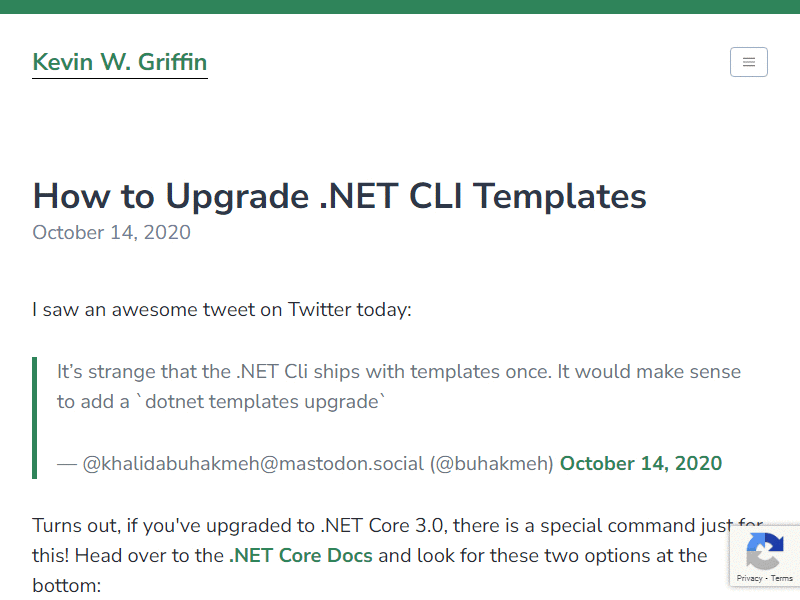 Kevin W. Griffin
How to Upgrade .NET CLI Templates
October 14, 2020
I saw an awesome tweet on Twitter today:
It’s strange that the .NET Cli ships with templates once. It would make sense
to add a `dotnet templates upgrade`
— @khalidabuhakmeh@mastodon.social (@buhakmeh) October 14, 2020
Turns out, if you've upgraded to .NET Core 3.0, there is a special command just for
this! Head over to the .NET Core Docs and look for these two options at the
bottom:
Privacy - Terms